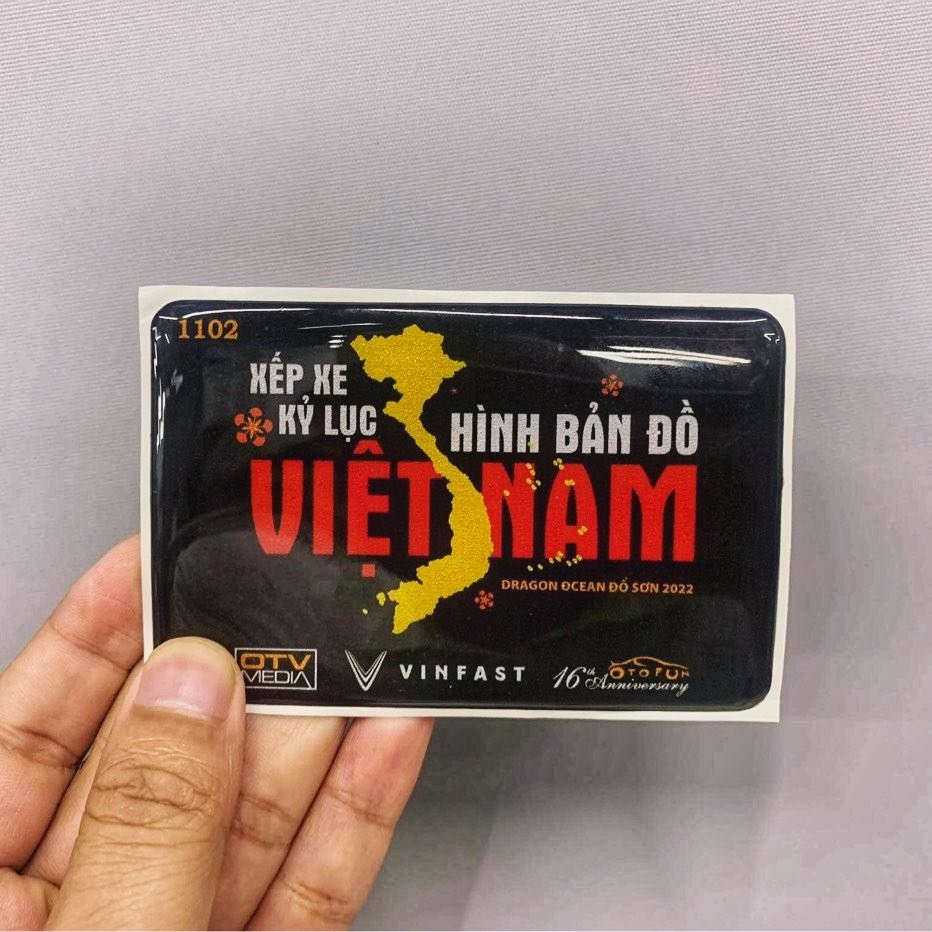 1102
XẾP XE
KỶ LỤC
HÌNH BẢN ĐỒ
VIỆT NAM
DRAGON ĐCEAN ĐỒ SƠN 2022
OTV
MEDIA
VINFAST
16th
OTOFUN
Anniversary